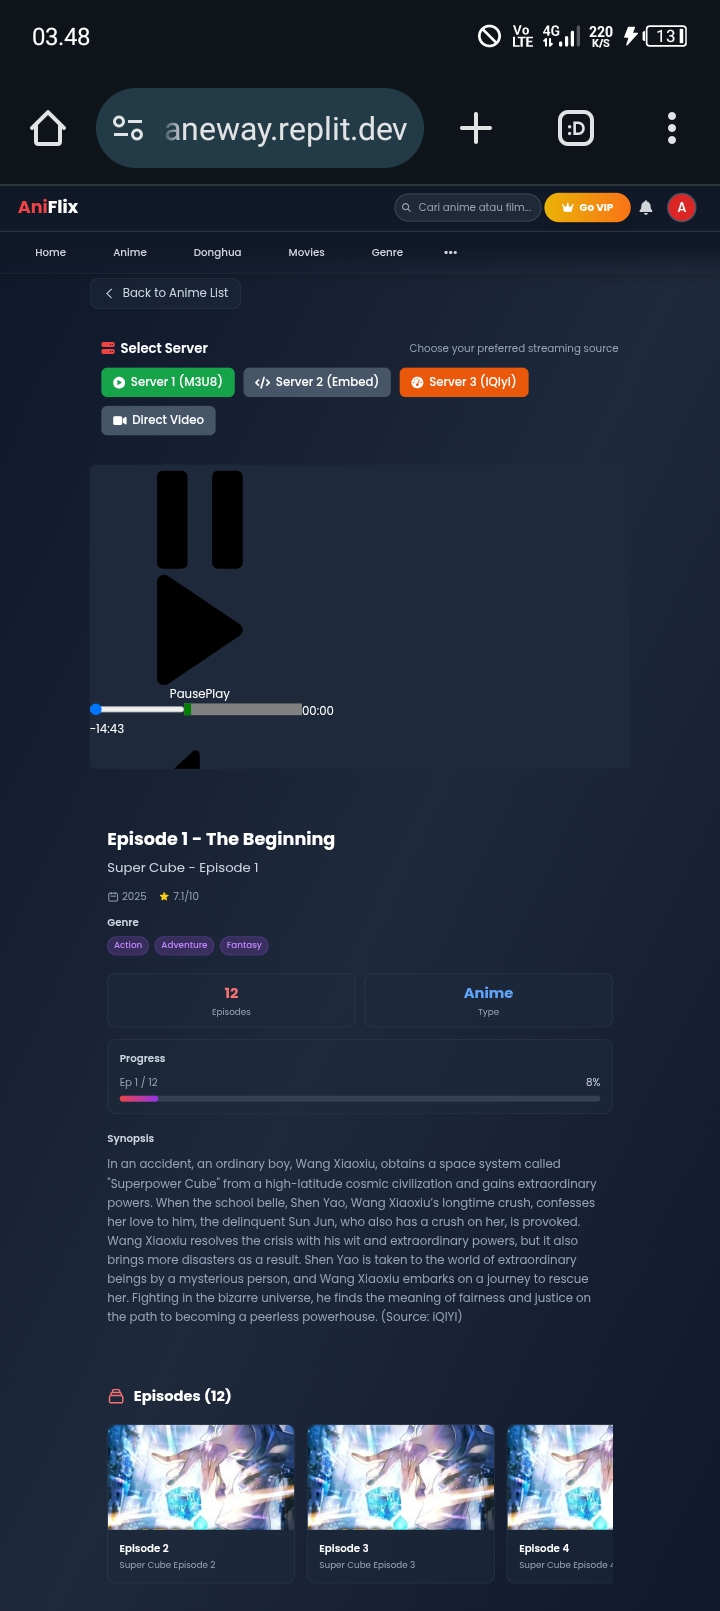 03.48
Vo LTE 4G 220 K/S 13
aneway.replit.dev
:D
AniFlix
Cari anime atau film...
Go VIP
A
Home Anime Donghua Movies Genre •••
Back to Anime List
Select Server
Choose your preferred streaming source
Server 1 (M3U8) Server 2 (Embed) Server 3 (iQiyi)
Direct Video
PausePlay
00:00
-14:43
Episode 1 - The Beginning
Super Cube - Episode 1
2025 7.1/10
Genre
Action Adventure Fantasy
12 Anime
Episodes Type
Progress
Ep 1 / 12 8%
Synopsis
In an accident, an ordinary boy, Wang Xiaoxiu, obtains a space system called
"Superpower Cube" from a high-latitude cosmic civilization and gains extraordinary
powers. When the school belle, Shen Yao, Wang Xiaoxiu's longtime crush, confesses
her love to him, the delinquent Sun Jun, who also has a crush on her, is provoked.
Wang Xiaoxiu resolves the crisis with his wit and extraordinary powers, but it also
brings more disasters as a result. Shen Yao is taken to the world of extraordinary
beings by a mysterious person, and Wang Xiaoxiu embarks on a journey to rescue
her. Fighting in the bizarre universe, he finds the meaning of fairness and justice on
the path to becoming a peerless powerhouse. (Source: iQIYI)
Episodes (12)
Episode 2 Episode 3 Episode 4
Super Cube Episode 2 Super Cube Episode 3 Super Cube Episode